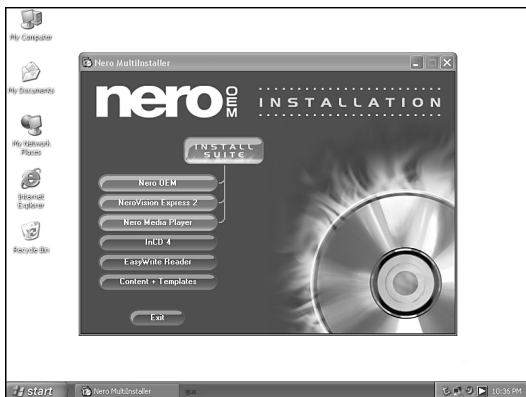 My Computer
My Documents
My Network
Places
Internet
Explorer
Recycle Bin
Nero MultiInstaller
nero OEM INSTALLATION
INSTALL
SUITE
Nero OEM
NeroVision Express 2
Nero Media Player
InCD 4
EasyWrite Reader
Content + Templates
Exit
start
Nero MultiInstaller
10:36 PM